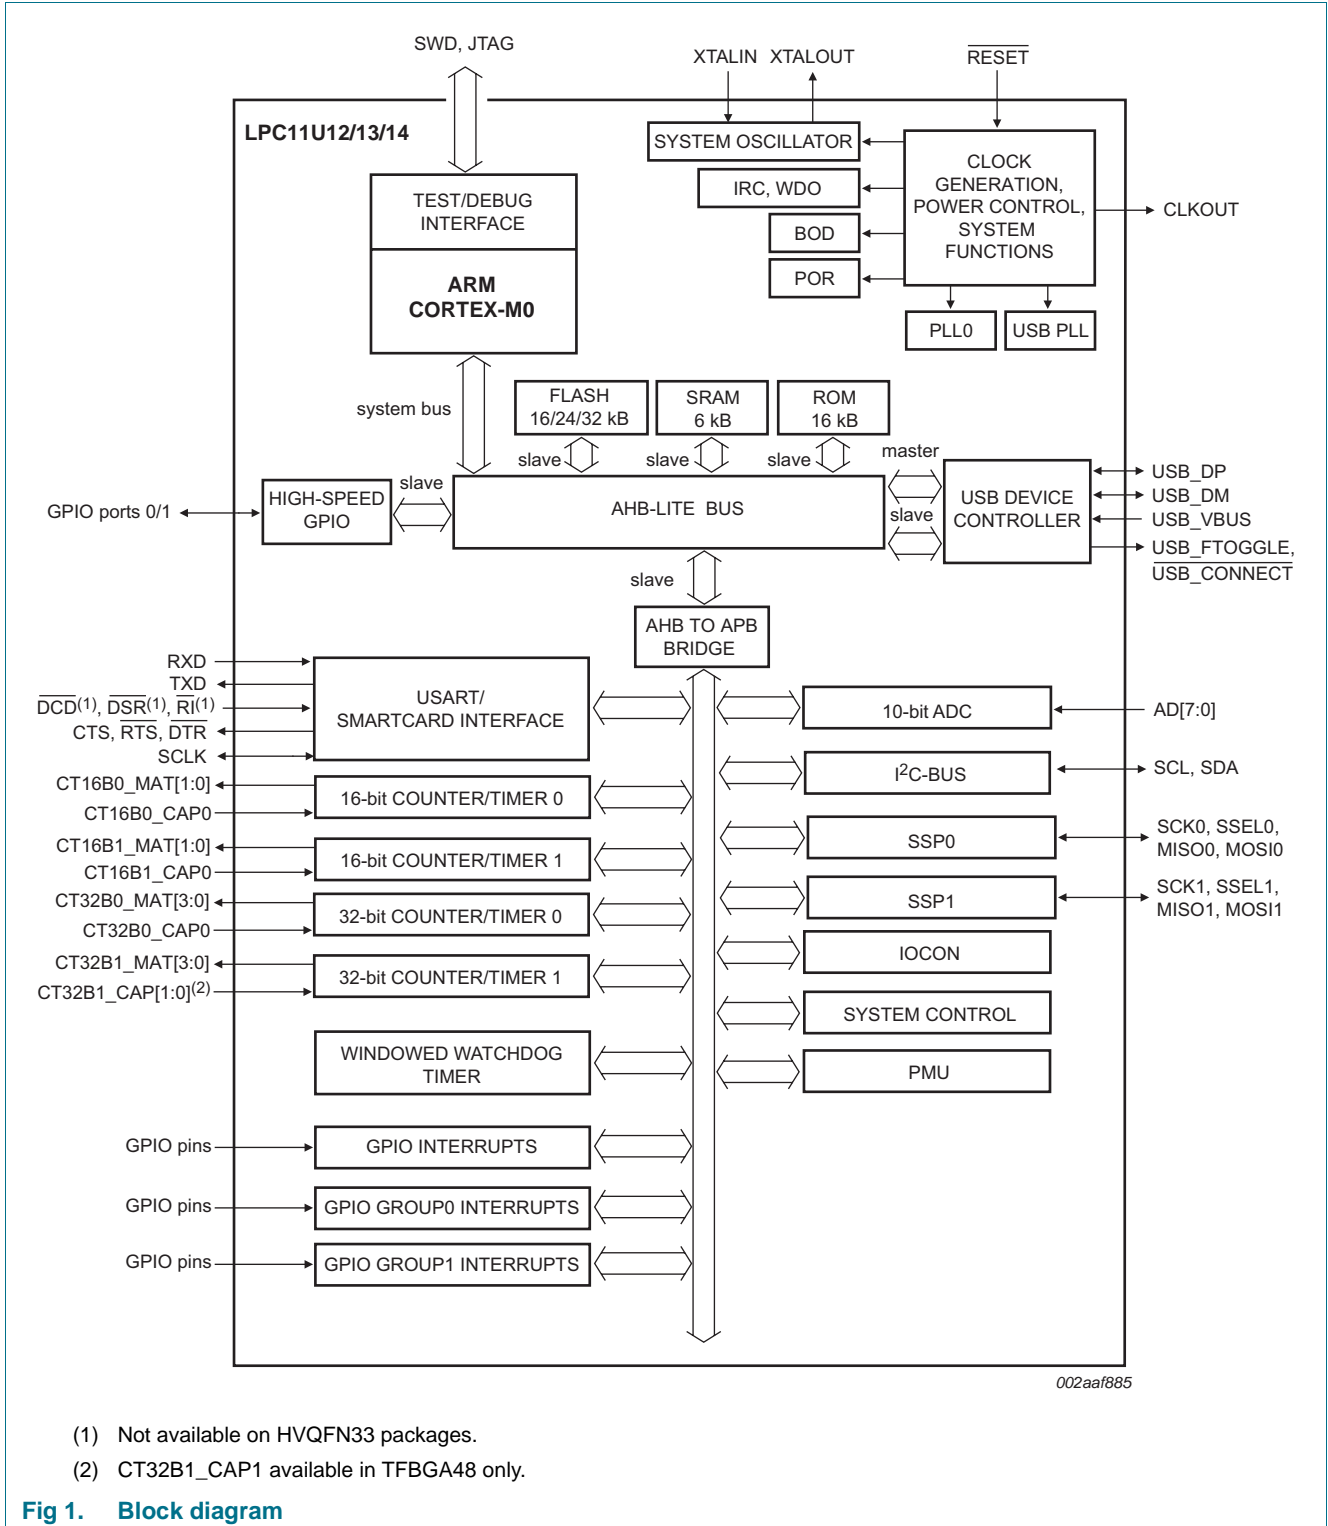 SWD, JTAG
XTALIN XTALOUT
RESET
LPC11U12/13/14
SYSTEM OSCILLATOR
CLOCK
GENERATION,
POWER CONTROL,
SYSTEM
FUNCTIONS
IRC, WDO
CLKOUT
BOD
POR
TEST/DEBUG
INTERFACE
ARM
CORTEX-M0
PLL0
USB PLL
system bus
FLASH
16/24/32 kB
SRAM
6 kB
ROM
16 kB
slave
slave
slave
master
slave
GPIO ports 0/1
HIGH-SPEED
GPIO
slave
AHB-LITE BUS
USB DEVICE
CONTROLLER
USB_DP
USB_DM
USB_VBUS
USB_FTOGGLE,
USB_CONNECT
slave
AHB TO APB
BRIDGE
RXD
TXD
DCD(1), DSR(1), RI(1)
CTS, RTS, DTR
SCLK
USART/
SMARTCARD INTERFACE
10-bit ADC
AD[7:0]
CT16B0_MAT[1:0]
CT16B0_CAP0
16-bit COUNTER/TIMER 0
I2C-BUS
SCL, SDA
CT16B1_MAT[1:0]
CT16B1_CAP0
16-bit COUNTER/TIMER 1
SSP0
SCK0, SSEL0,
MISO0, MOSI0
CT32B0_MAT[3:0]
CT32B0_CAP0
32-bit COUNTER/TIMER 0
SSP1
SCK1, SSEL1,
MISO1, MOSI1
CT32B1_MAT[3:0]
CT32B1_CAP[1:0](2)
32-bit COUNTER/TIMER 1
IOCON
SYSTEM CONTROL
WINDOWED WATCHDOG
TIMER
PMU
GPIO pins
GPIO INTERRUPTS
GPIO pins
GPIO GROUP0 INTERRUPTS
GPIO pins
GPIO GROUP1 INTERRUPTS
002aaf885
(1) Not available on HVQFN33 packages.
(2) CT32B1_CAP1 available in TFBGA48 only.
Fig 1. Block diagram